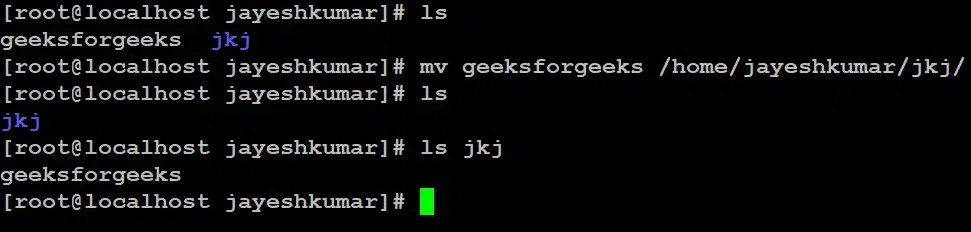 [root@localhost jayeshkumar]# ls
geeksforgeeks  jkj
[root@localhost jayeshkumar]# mv geeksforgeeks /home/jayeshkumar/jkj/
[root@localhost jayeshkumar]# ls
jkj
[root@localhost jayeshkumar]# ls jkj
geeksforgeeks
[root@localhost jayeshkumar]#